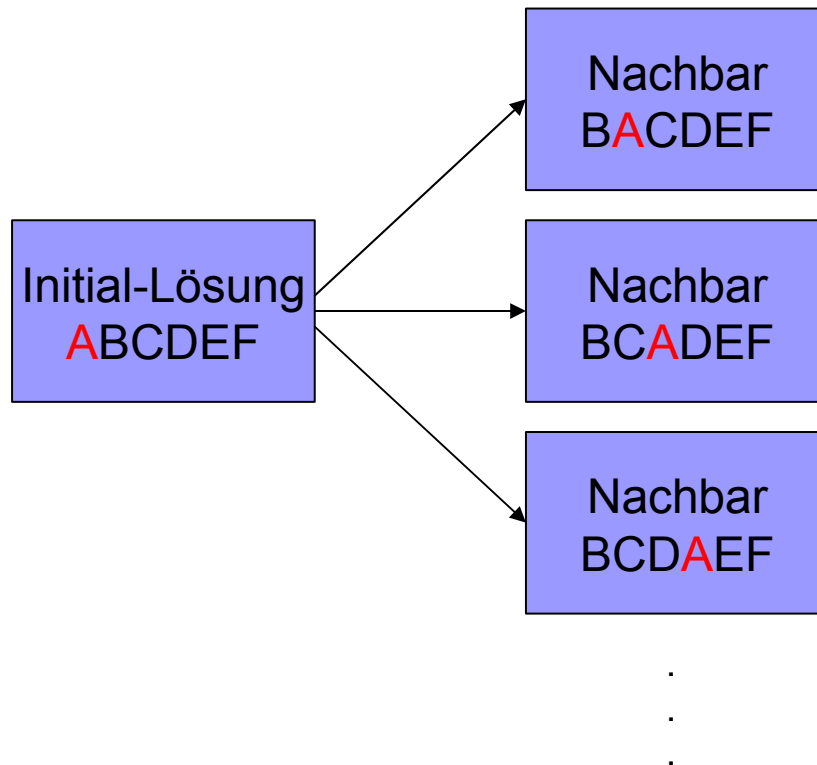 Nachbar
BACDEF
Initial-Lösung
ABCDEF
Nachbar
BCADEF
Nachbar
BCDAEF
.
.
.